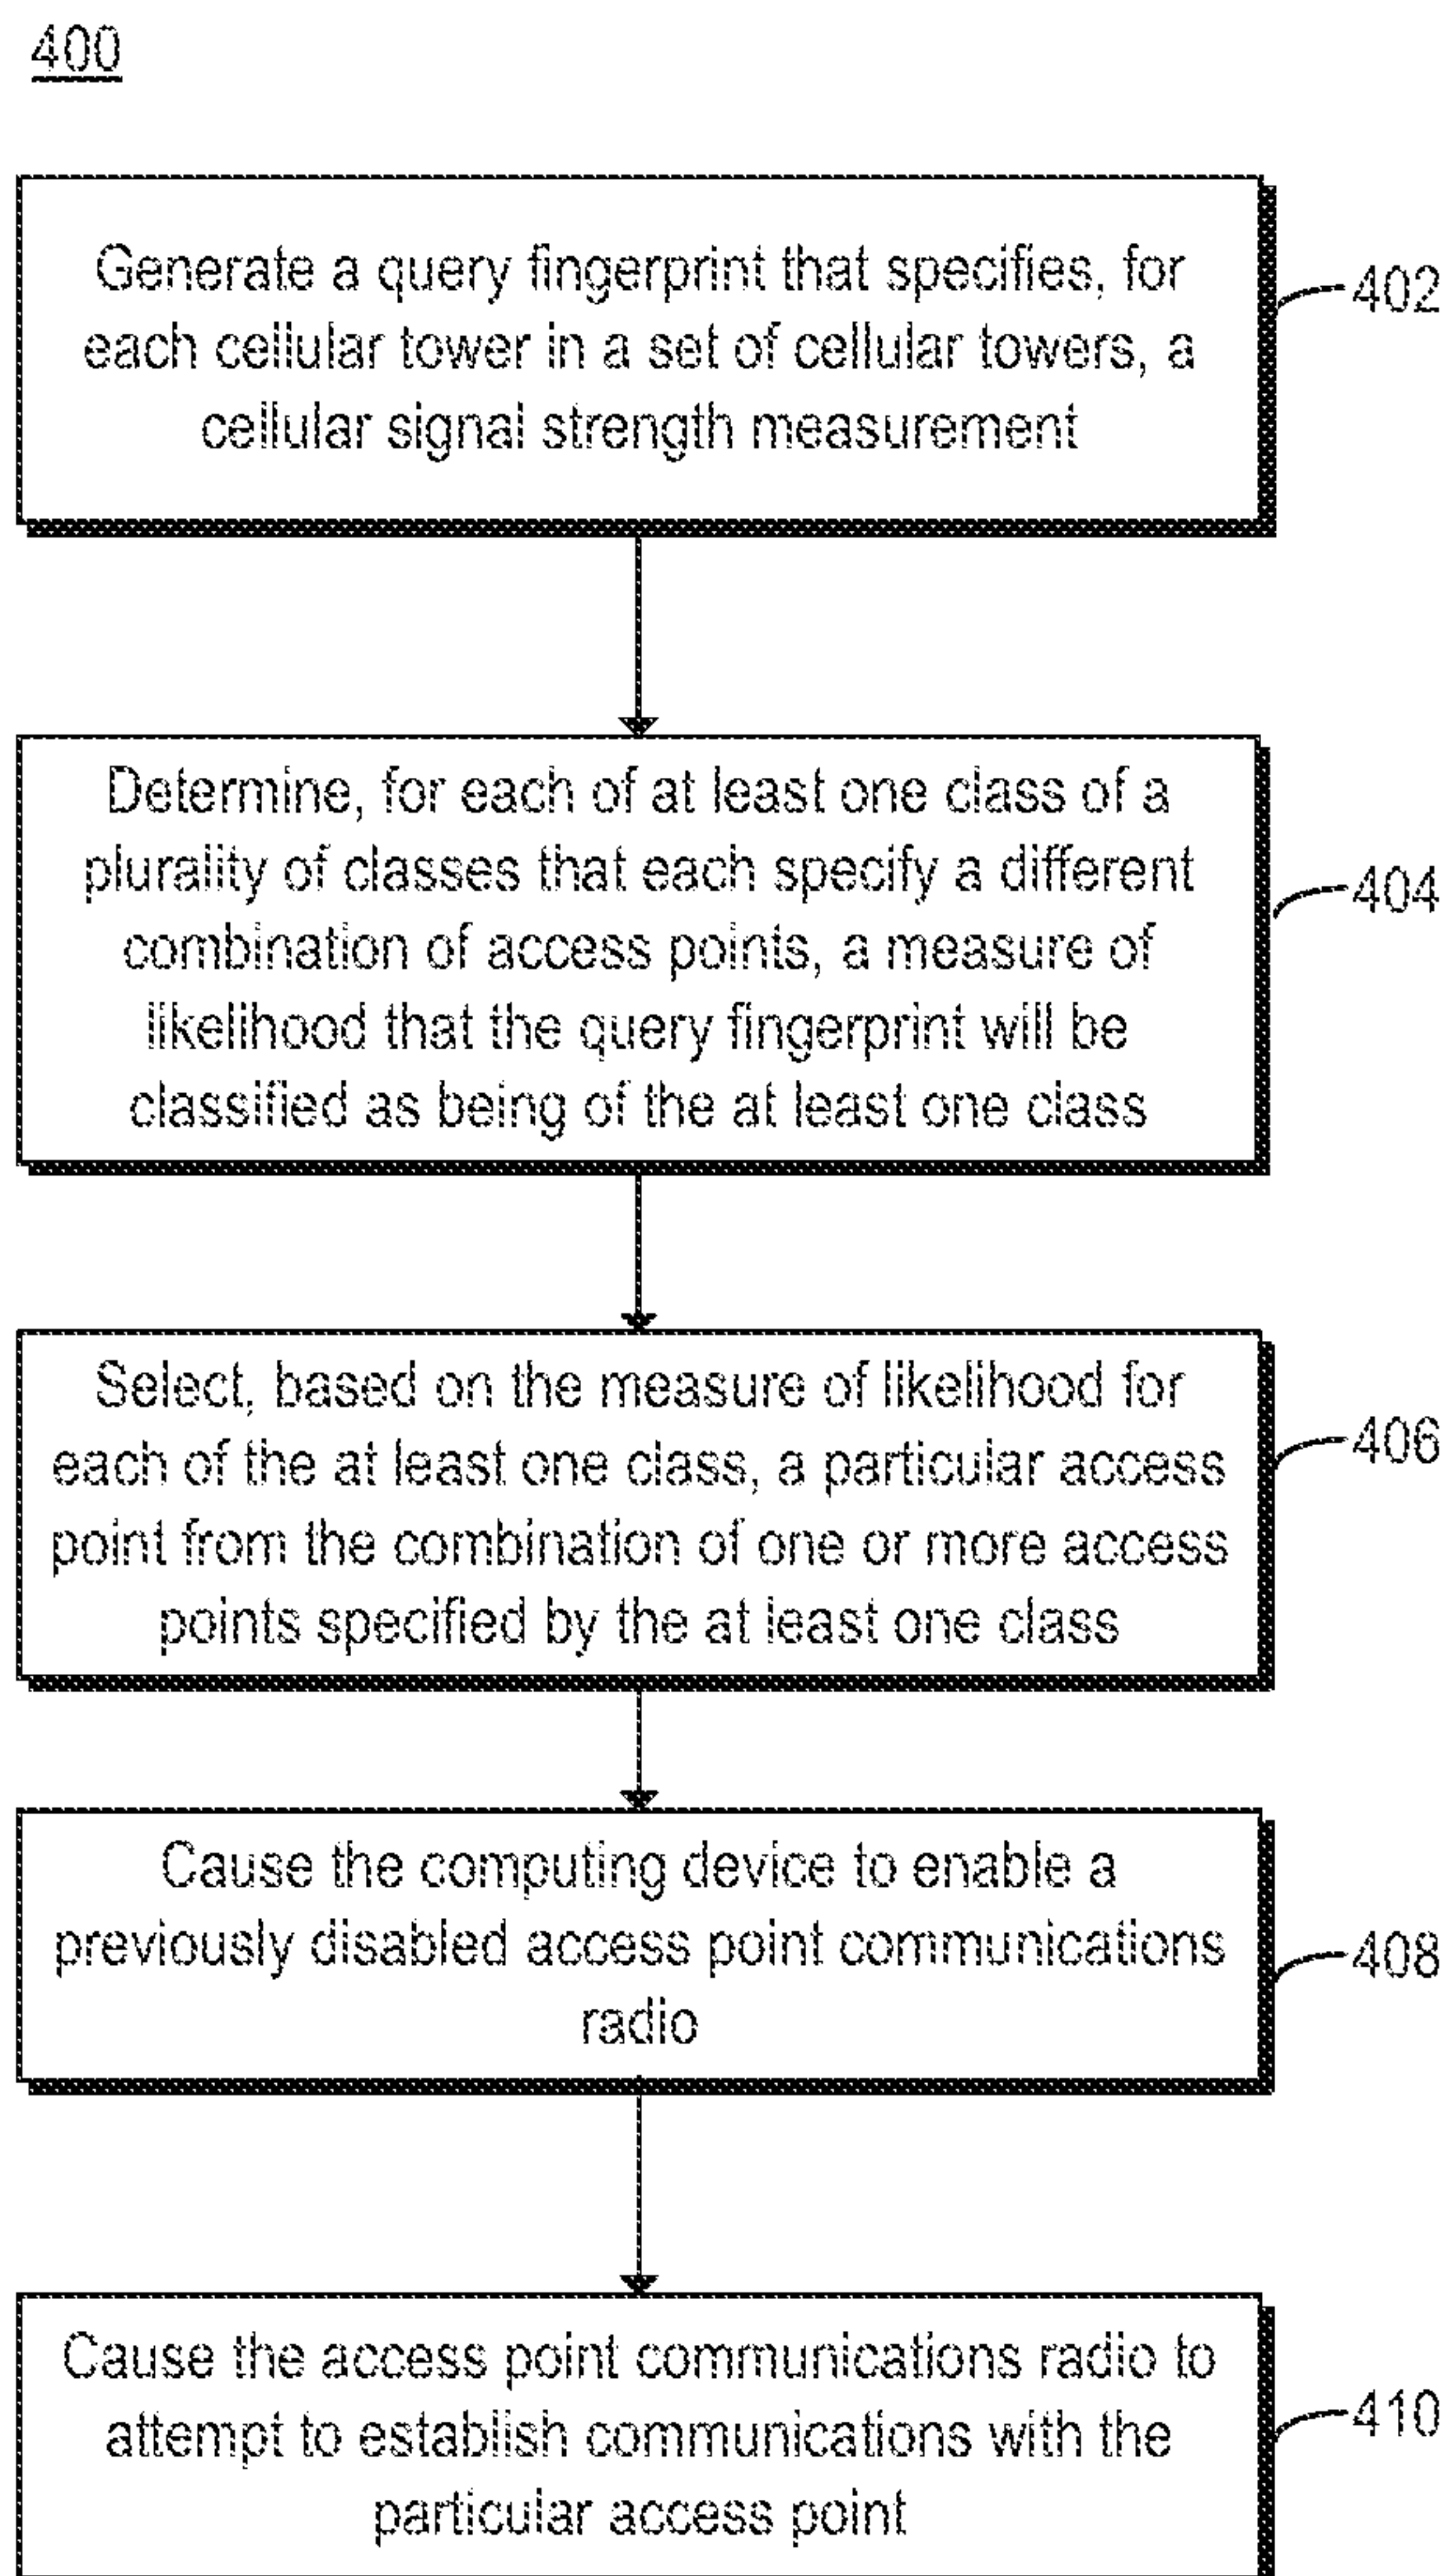 400
Generate a query fingerprint that specifies, for
each cellular tower in a set of cellular towers, a
cellular signal strength measurement
402
Determine, for each of at least one class of a
plurality of classes that each specify a different
combination of access points, a measure of
likelihood that the query fingerprint will be
classified as being of the at least one class
404
Select, based on the measure of likelihood for
each of the at least one class, a particular access
point from the combination of one or more access
points specified by the at least one class
406
Cause the computing device to enable a
previously disabled access point communications
radio
408
Cause the access point communications radio to
attempt to establish communications with the
particular access point
410